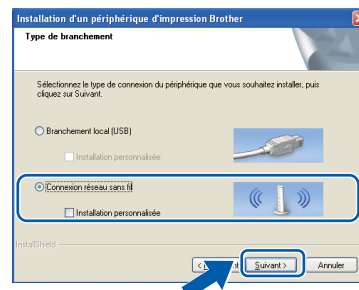 Installation d'un périphérique d'impression Brother
Type de branchement
Sélectionnez le type de connexion du périphérique que vous souhaitez installer, puis
cliquez sur Suivant.
Branchement local (USB)
Installation personnalisée
Connexion réseau sans fil
Installation personnalisée
InstallShield
Suivant > Annuler